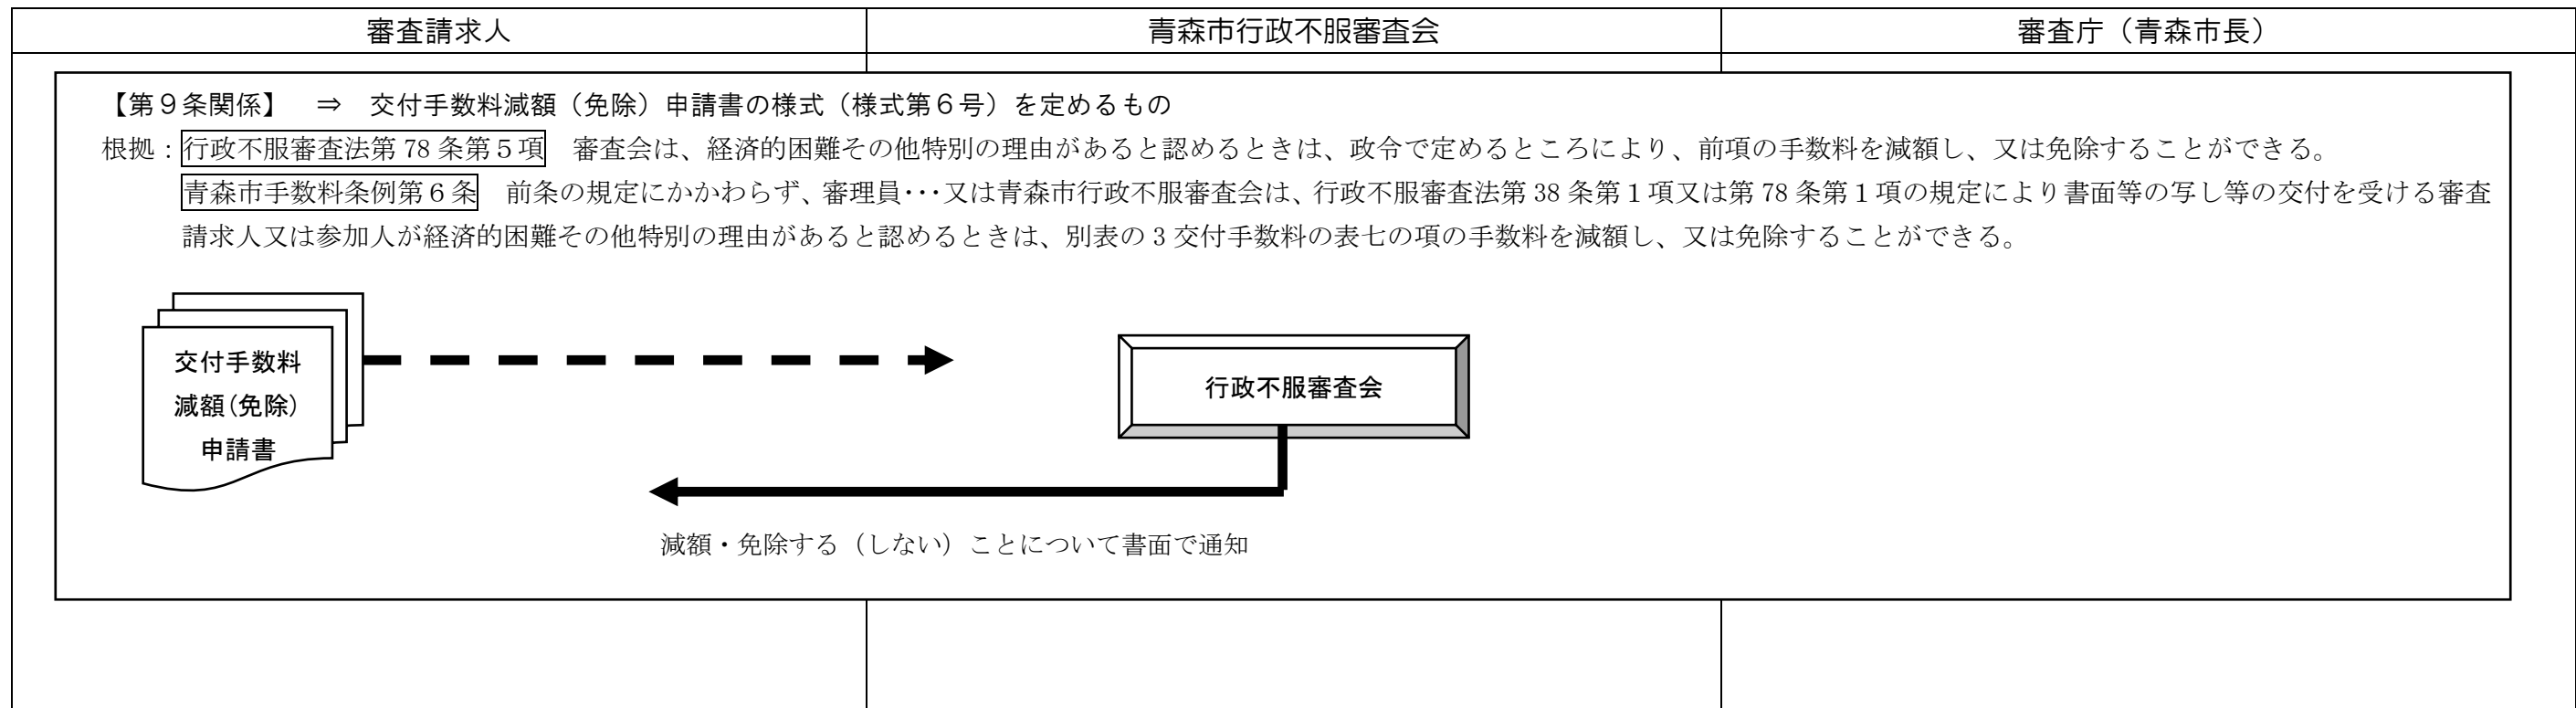 審査請求人
青森市行政不服審査会
審査庁（青森市長）
【第９条関係】　⇒　交付手数料減額（免除）申請書の様式（様式第６号）を定めるもの
根拠：行政不服審査法第 78 条第５項　審査会は、経済的困難その他特別の理由があると認めるときは、政令で定めるところにより、前項の手数料を減額し、又は免除することができる。
青森市手数料条例第６条　前条の規定にかかわらず、審理員･･･又は青森市行政不服審査会は、行政不服審査法第 38 条第１項又は第 78 条第１項の規定により書面等の写し等の交付を受ける審査
請求人又は参加人が経済的困難その他特別の理由があると認めるときは、別表の３交付手数料の表七の項の手数料を減額し、又は免除することができる。
交付手数料
減額（免除）
申請書
行政不服審査会
減額・免除する（しない）ことについて書面で通知